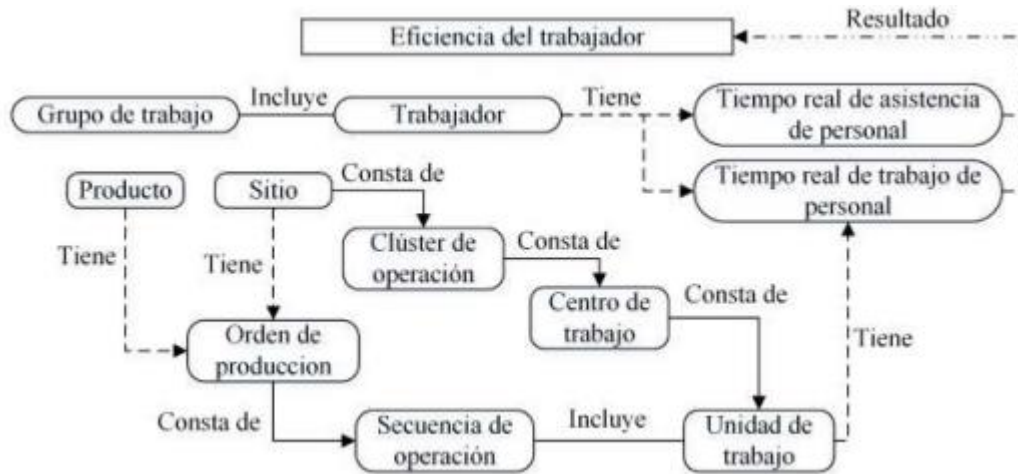 Resultado
Eficiencia del trabajador
Grupo de trabajo
Incluye
Trabajador
Tiene
Tiempo real de asistencia
de personal
Producto
Sitio
Consta de
Tiempo real de trabajo de
personal
Tiene
Tiene
Clúster de
operación
Consta de
Centro de
trabajo
Consta de
Tiene
Orden de
produccion
Consta de
Secuencia de
operación
Incluye
Unidad de
trabajo